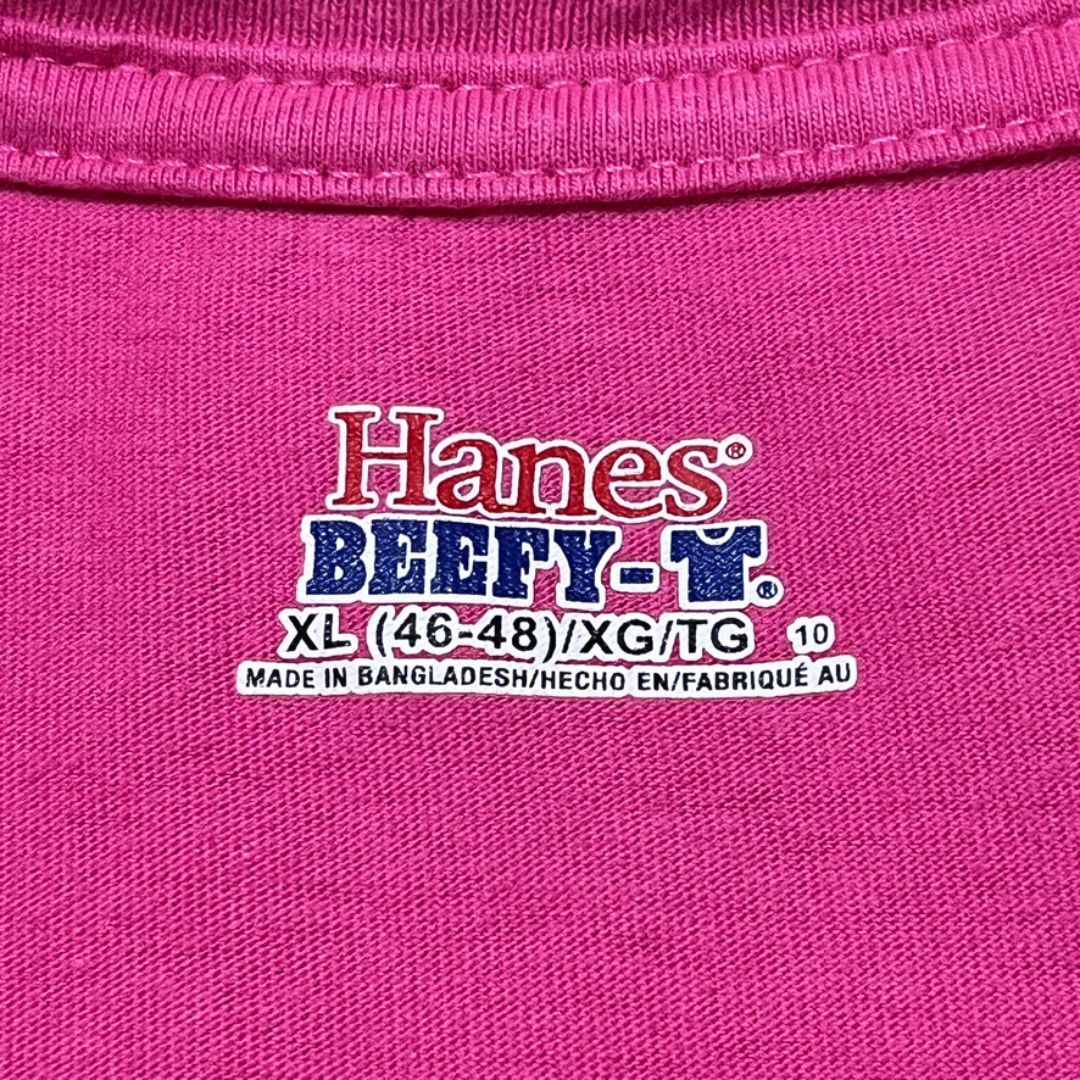 Hanes®
BEEFY-T®
XL (46-48)/XG/TG 10
MADE IN BANGLADESH/HECHO EN/FABRIQUÉ AU